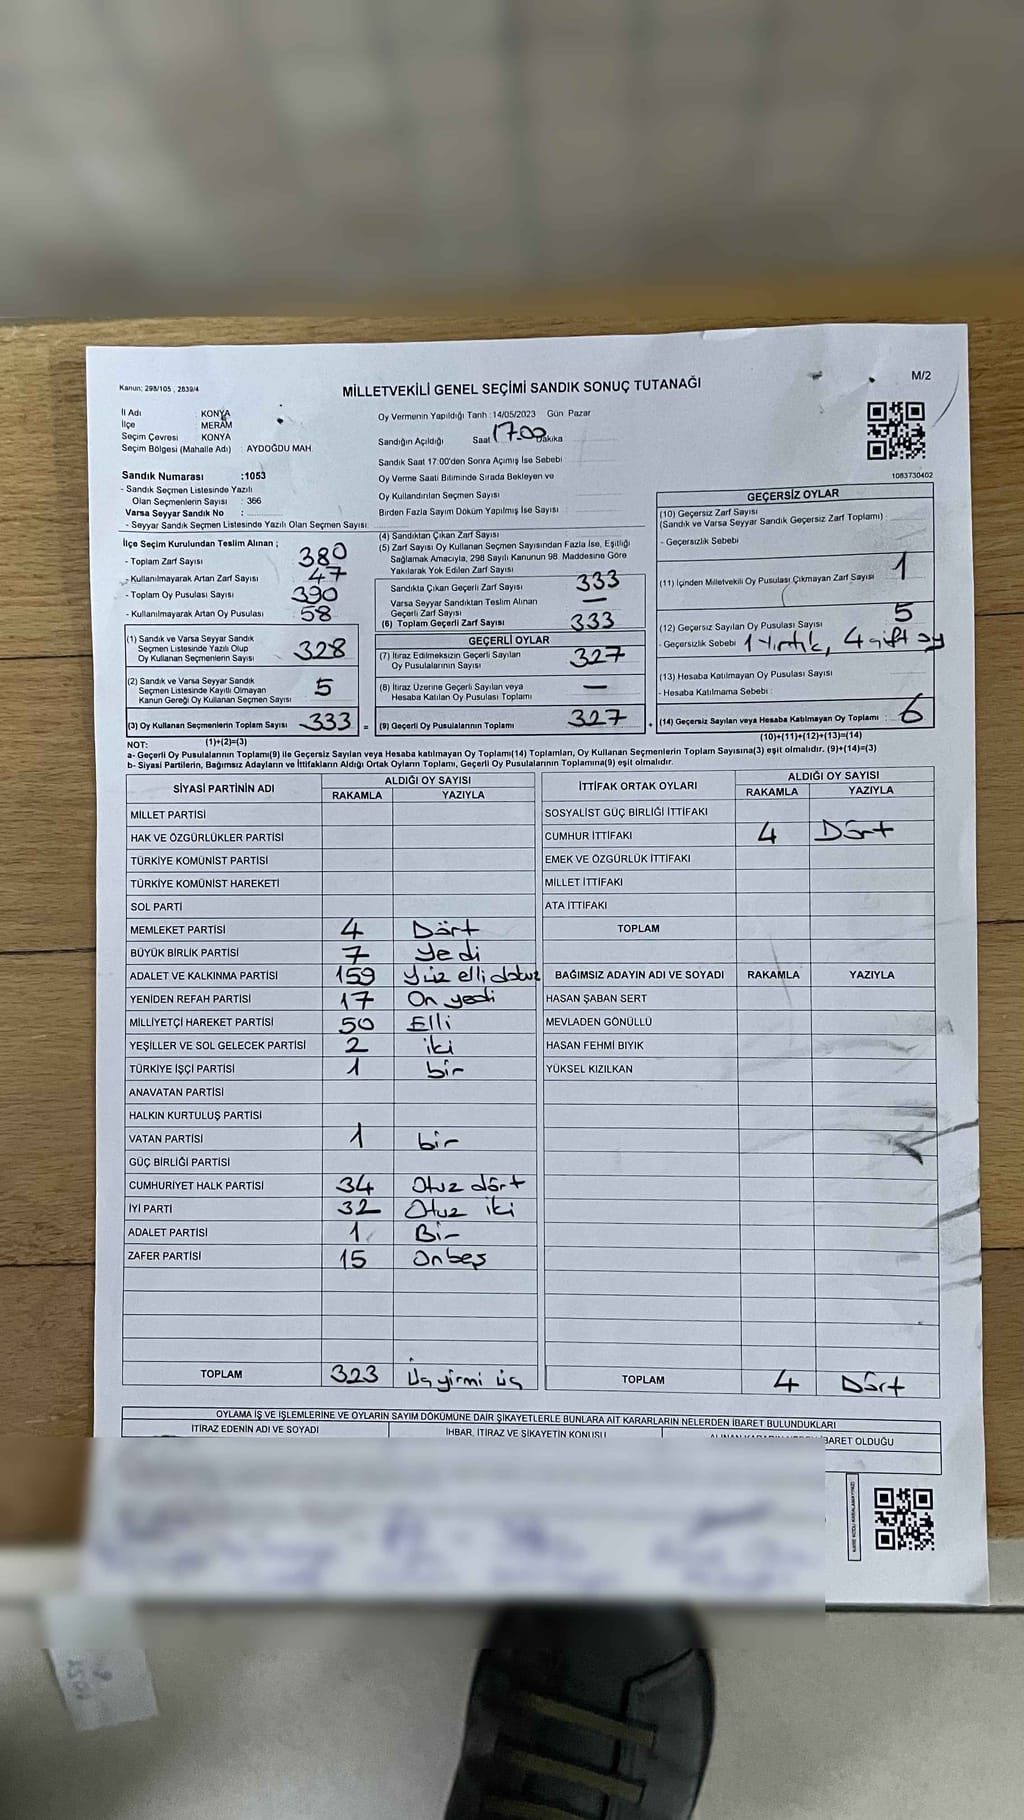 Kanun: 298/105 , 2839/4
MİLLETVEKİLİ GENEL SEÇİMİ SANDIK SONUÇ TUTANAĞI
M/2
İl Adı KONYA
İlçe MERAM
Seçim Çevresi KONYA
Seçim Bölgesi (Mahalle Adı) : AYDOĞDU MAH.
Sandık Numarası :1053
- Sandık Seçmen Listesinde Yazılı
Olan Seçmenlerin Sayısı : 366
Varsa Seyyar Sandık No :
- Seyyar Sandık Seçmen Listesinde Yazılı Olan Seçmen Sayısı:
Oy Vermenin Yapıldığı Tarih :14/05/2023 Gün Pazar
Sandığın Açıldığı Saat 17.00 Dakika
Sandık Saat 17:00'den Sonra Açımış İse Sebebi
Oy Verme Saati Bitiminde Sırada Bekleyen ve
Oy Kullandırılan Seçmen Sayısı
Birden Fazla Sayım Döküm Yapılmış İse Sayısı :
1083730402
İlçe Seçim Kurulundan Teslim Alınan ;
- Toplam Zarf Sayısı 380
- Kullanılmayarak Artan Zarf Sayısı 47
- Toplam Oy Pusulası Sayısı 390
- Kullanılmayarak Artan Oy Pusulası 58
(1) Sandık ve Varsa Seyyar Sandık
Seçmen Listesinde Yazılı Olup
Oy Kullanan Seçmenlerin Sayısı 328
(2) Sandık ve Varsa Seyyar Sandık
Seçmen Listesinde Kayıtlı Olmayan
Kanun Gereği Oy Kullanan Seçmen Sayısı 5
(3) Oy Kullanan Seçmenlerin Toplam Sayısı 333 =
(4) Sandıktan Çıkan Zarf Sayısı
(5) Zarf Sayısı Oy Kullanan Seçmen Sayısından Fazla İse, Eşitliği
Sağlamak Amacıyla, 298 Sayılı Kanunun 98. Maddesine Göre
Yakılarak Yok Edilen Zarf Sayısı
Sandıkta Çıkan Geçerli Zarf Sayısı 333
Varsa Seyyar Sandıktan Teslim Alınan
Geçerli Zarf Sayısı —
(6) Toplam Geçerli Zarf Sayısı 333
GEÇERLİ OYLAR
(7) İtiraz Edilmeksizin Geçerli Sayılan
Oy Pusulalarının Sayısı 327
(8) İtiraz Üzerine Geçerli Sayılan veya
Hesaba Katılan Oy Pusulası Toplamı —
(9) Geçerli Oy Pusulalarının Toplamı 327 +
GEÇERSİZ OYLAR
(10) Geçersiz Zarf Sayısı
(Sandık ve Varsa Seyyar Sandık Geçersiz Zarf Toplamı) :
- Geçersizlik Sebebi
(11) İçinden Milletvekili Oy Pusulası Çıkmayan Zarf Sayısı 1
(12) Geçersiz Sayılan Oy Pusulası Sayısı 5
- Geçersizlik Sebebi 1 Yırtık, 4 çift oy
(13) Hesaba Katılmayan Oy Pusulası Sayısı
- Hesaba Katılmama Sebebi :
(14) Geçersiz Sayılan veya Hesaba Katılmayan Oy Toplamı : 6
NOT: (1)+(2)=(3) (10)+(11)+(12)+(13)=(14)
a- Geçerli Oy Pusulalarının Toplamı(9) ile Geçersiz Sayılan veya Hesaba katılmayan Oy Toplamı(14) Toplamları, Oy Kullanan Seçmenlerin Toplam Sayısına(3) eşit olmalıdır. (9)+(14)=(3)
b- Siyasi Partilerin, Bağımsız Adayların ve İttifakların Aldığı Ortak Oyların Toplamı, Geçerli Oy Pusulalarının Toplamına(9) eşit olmalıdır.
SİYASİ PARTİNİN ADI ALDIĞI OY SAYISI
RAKAMLA YAZIYLA
MİLLET PARTİSİ
HAK VE ÖZGÜRLÜKLER PARTİSİ
TÜRKİYE KOMÜNİST PARTİSİ
TÜRKİYE KOMÜNİST HAREKETİ
SOL PARTİ
MEMLEKET PARTİSİ 4 Dört
BÜYÜK BİRLİK PARTİSİ 7 Yedi
ADALET VE KALKINMA PARTİSİ 159 Yüz elli dokuz
YENİDEN REFAH PARTİSİ 17 On yedi
MİLLİYETÇİ HAREKET PARTİSİ 50 Elli
YEŞİLLER VE SOL GELECEK PARTİSİ 2 iki
TÜRKİYE İŞÇİ PARTİSİ 1 bir
ANAVATAN PARTİSİ
HALKIN KURTULUŞ PARTİSİ
VATAN PARTİSİ 1 bir
GÜÇ BİRLİĞİ PARTİSİ
CUMHURİYET HALK PARTİSİ 34 Otuz dört
İYİ PARTİ 32 Otuz iki
ADALET PARTİSİ 1 Bir
ZAFER PARTİSİ 15 Onbeş
TOPLAM 323 Üçyirmi üç
İTTİFAK ORTAK OYLARI ALDIĞI OY SAYISI
RAKAMLA YAZIYLA
SOSYALİST GÜÇ BİRLİĞİ İTTİFAKI
CUMHUR İTTİFAKI 4 Dört
EMEK VE ÖZGÜRLÜK İTTİFAKI
MİLLET İTTİFAKI
ATA İTTİFAKI
TOPLAM
BAĞIMSIZ ADAYIN ADI VE SOYADI RAKAMLA YAZIYLA
HASAN ŞABAN SERT
MEVLADEN GÖNÜLLÜ
HASAN FEHMİ BIYIK
YÜKSEL KIZILKAN
TOPLAM 4 Dört
OYLAMA İŞ VE İŞLEMLERİNE VE OYLARIN SAYIM DÖKÜMÜNE DAİR ŞİKAYETLERLE BUNLARA AİT KARARLARIN NELERDEN İBARET BULUNDUKLARI
İTİRAZ EDENİN ADI VE SOYADI İHBAR, İTİRAZ VE ŞİKAYETİN KONUSU BARET OLDUĞU